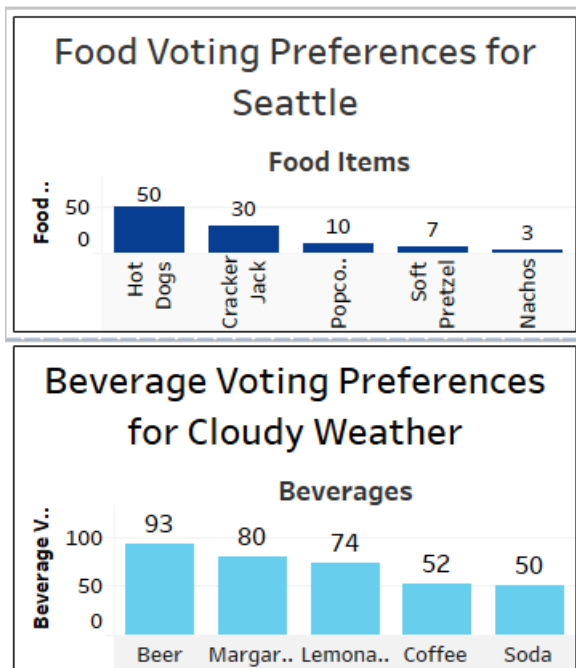 Food Voting Preferences for
Seattle
Food Items
Food ..
50
0
50
30
10
7
3
Hot
Dogs
Cracker
Jack
Popco..
Soft
Pretzel
Nachos
Beverage Voting Preferences
for Cloudy Weather
Beverages
Beverage V..
100
50
0
93
80
74
52
50
Beer Margar.. Lemona.. Coffee Soda